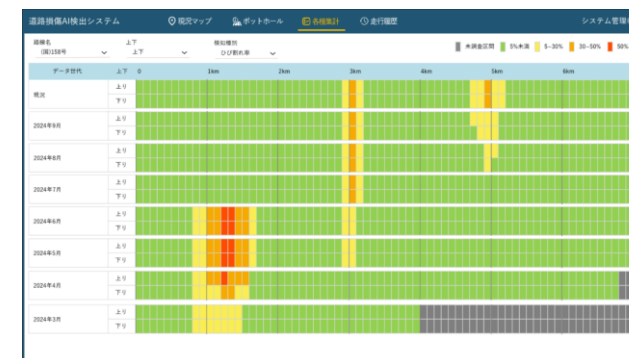 道路損傷AI検出システム 現況マップ ポットホール 各種集計 走行履歴 システム管理
路線名 上下 検知種別
(国)158号 上下 ひび割れ率
未調査区間 5%未満 5~30% 30~50% 50%
データ世代 上下 0 1km 2km 3km 4km 5km 6km
現況 上り
下り
2024年9月 上り
下り
2024年8月 上り
下り
2024年7月 上り
下り
2024年6月 上り
下り
2024年5月 上り
下り
2024年4月 上り
下り
2024年3月 上り
下り